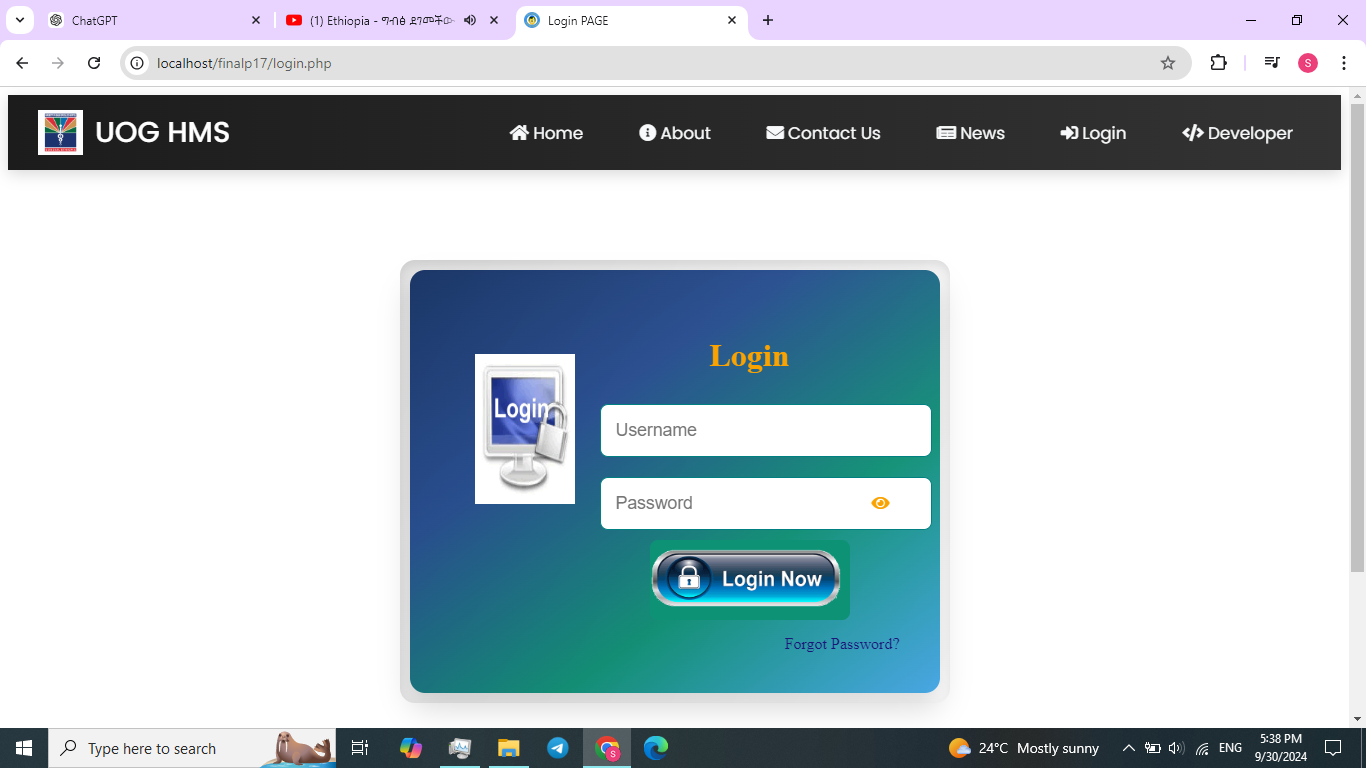 ChatGPT
(1) Ethiopia - ግብፅ ደገመችው
Login PAGE
localhost/finalp17/login.php
S
UOG HMS
Home
About
Contact Us
News
Login
Developer
Login
Login
Username
Password
Login Now
Forgot Password?
Type here to search
S
24°C Mostly sunny
ENG
5:38 PM
9/30/2024